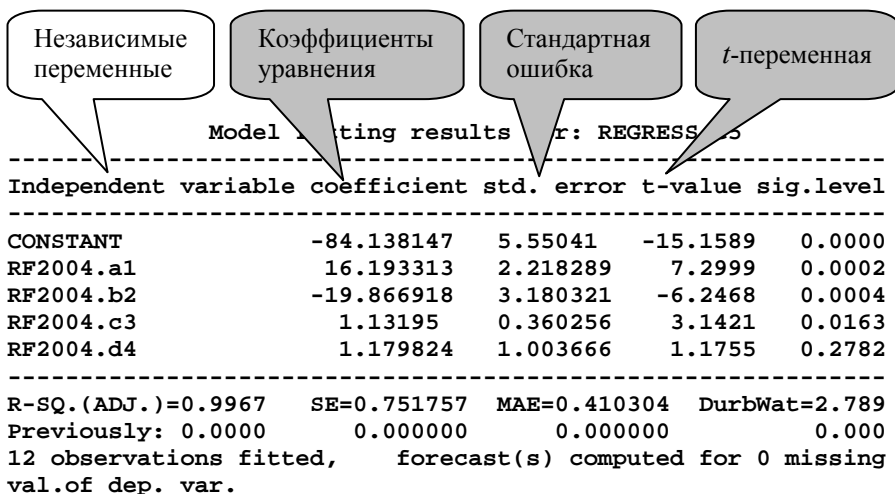 Независимые
переменные
Коэффициенты
уравнения
Стандартная
ошибка
t-переменная
Model results REGRESS
Independent variable coefficient std. error t-value sig.level
CONSTANT -84.138147 5.55041 -15.1589 0.0000
RF2004.a1 16.193313 2.218289 7.2999 0.0002
RF2004.b2 -19.866918 3.180321 -6.2468 0.0004
RF2004.c3 1.13195 0.360256 3.1421 0.0163
RF2004.d4 1.179824 1.003666 1.1755 0.2782
R-SQ.(ADJ.)=0.9967 SE=0.751757 MAE=0.410304 DurbWat=2.789
Previously: 0.0000 0.000000 0.000000 0.000
12 observations fitted, forecast(s) computed for 0 missing
val.of dep. var.